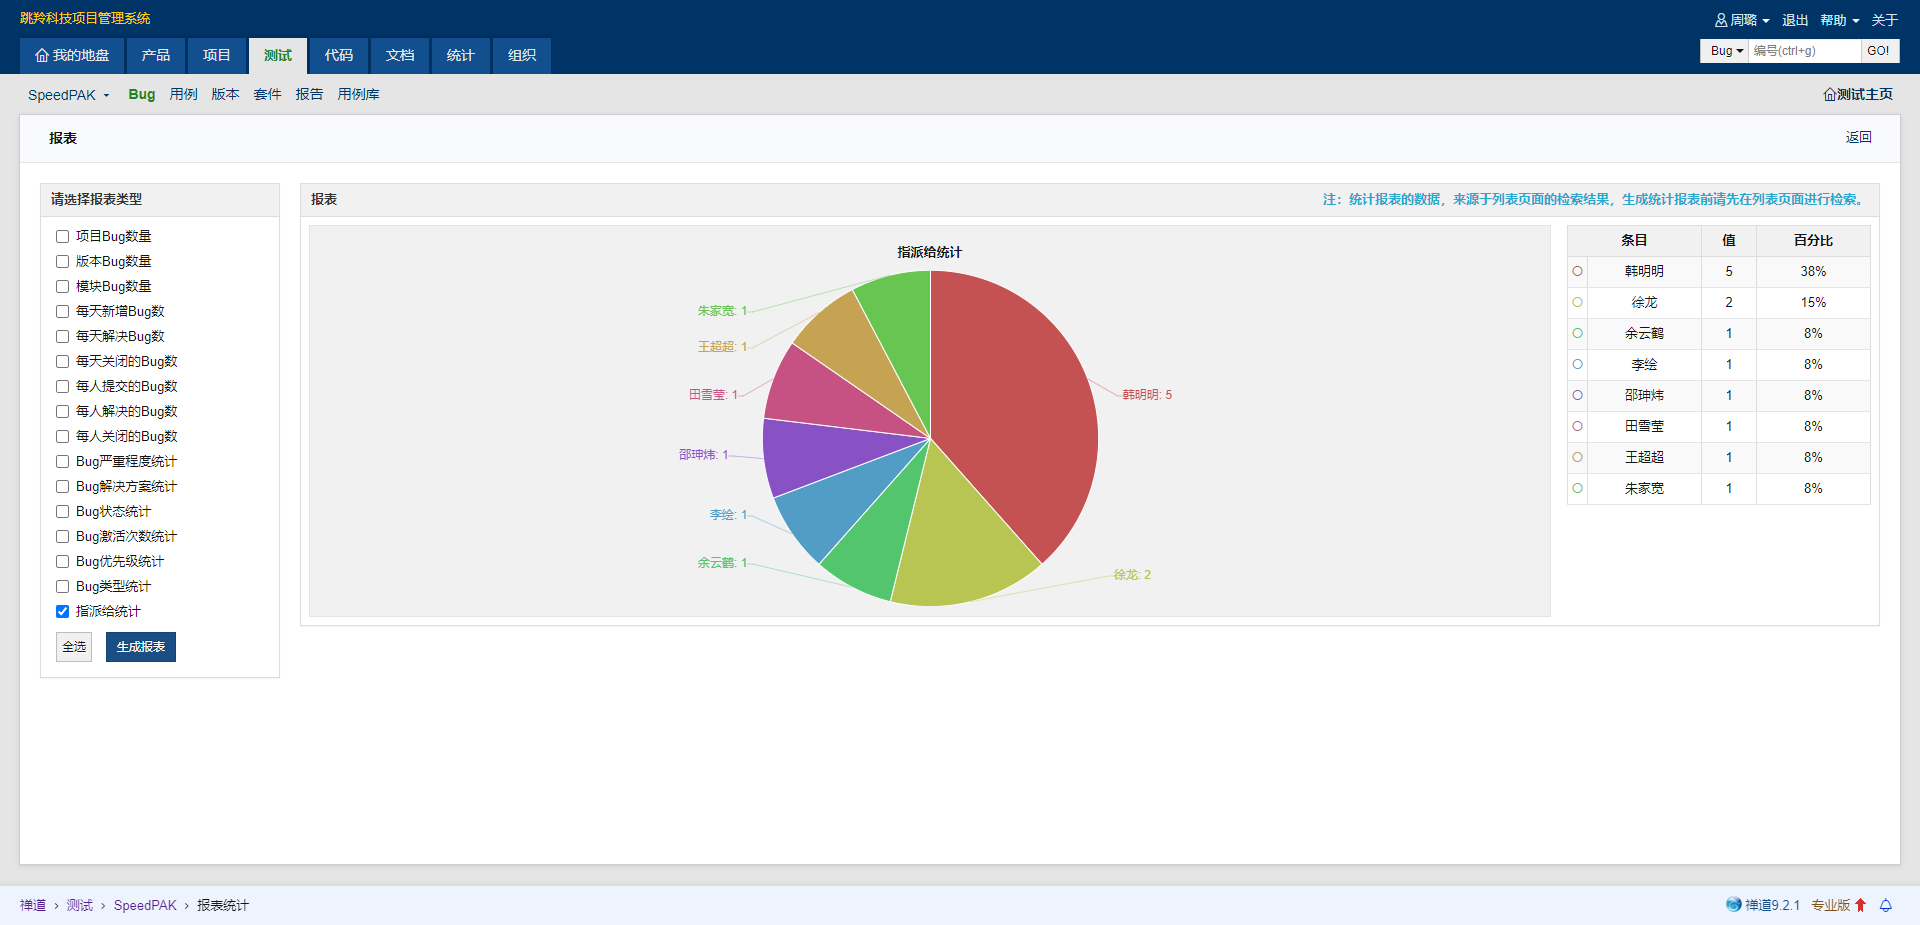 跳羚科技项目管理系统
周璐 退出 帮助 关于
我的地盘 产品 项目 测试 代码 文档 统计 组织
Bug 编号(ctrl+g) GO!
SpeedPAK Bug 用例 版本 套件 报告 用例库
测试主页
报表
返回
请选择报表类型
项目Bug数量
版本Bug数量
模块Bug数量
每天新增Bug数
每天解决Bug数
每天关闭的Bug数
每人提交的Bug数
每人解决的Bug数
每人关闭的Bug数
Bug严重程度统计
Bug解决方案统计
Bug状态统计
Bug激活次数统计
Bug优先级统计
Bug类型统计
指派给统计
全选 生成报表
报表
注：统计报表的数据，来源于列表页面的检索结果，生成统计报表前请先在列表页面进行检索。
指派给统计
朱家宽: 1
王超超: 1
田雪莹: 1
韩明明: 5
邵珅炜: 1
李绘: 1
余云鹤: 1
徐龙: 2
条目 值 百分比
韩明明 5 38%
徐龙 2 15%
余云鹤 1 8%
李绘 1 8%
邵珅炜 1 8%
田雪莹 1 8%
王超超 1 8%
朱家宽 1 8%
禅道 › 测试 › SpeedPAK › 报表统计
禅道9.2.1 专业版